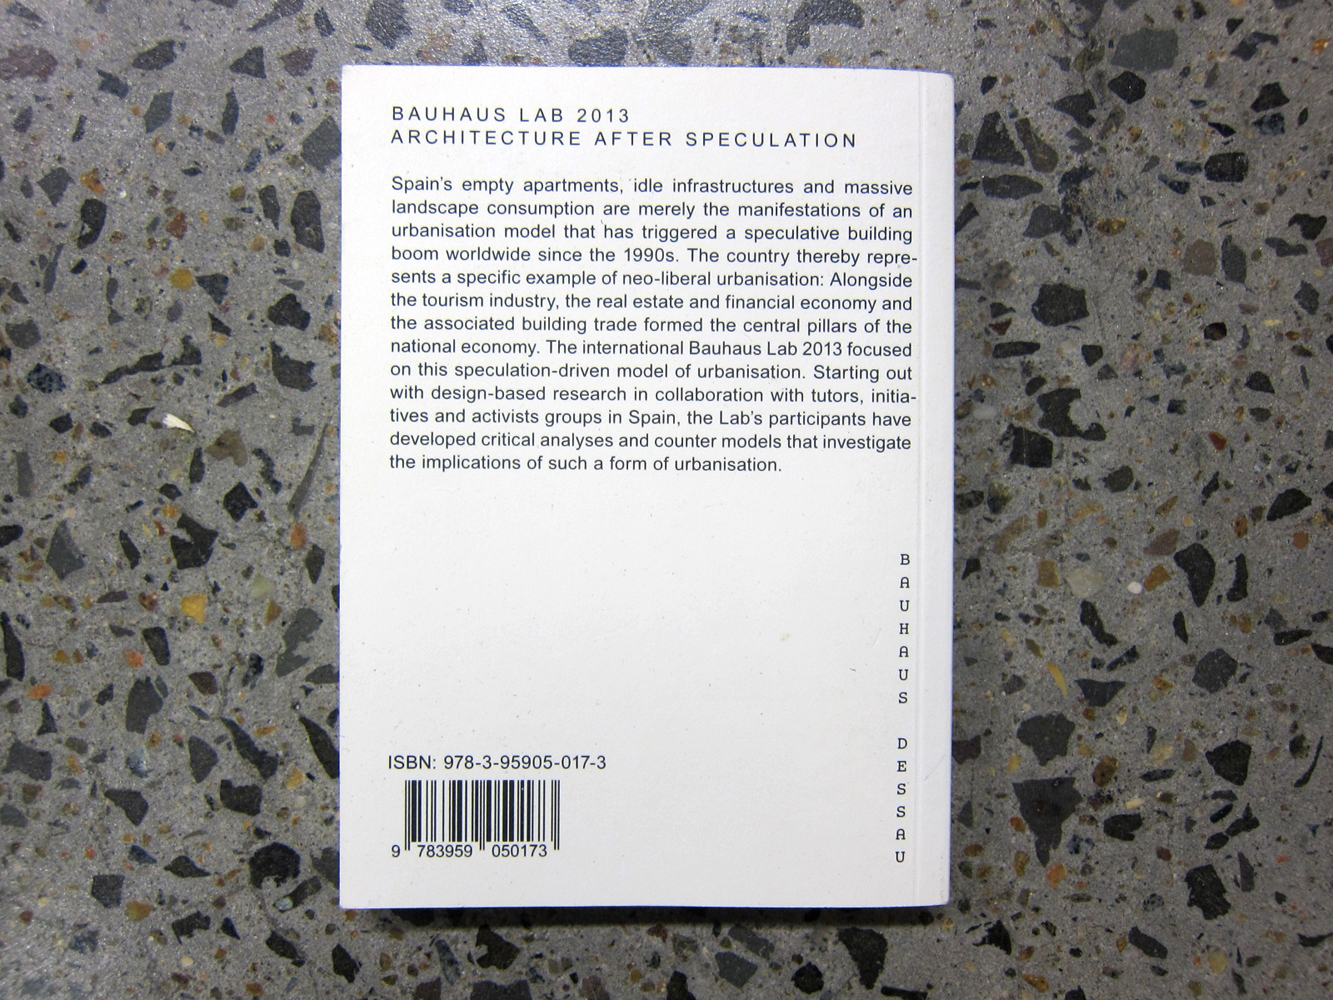 BAUHAUS LAB 2013
ARCHITECTURE AFTER SPECULATION
Spain's empty apartments, idle infrastructures and massive
landscape consumption are merely the manifestations of an
urbanisation model that has triggered a speculative building
boom worldwide since the 1990s. The country thereby repre-
sents a specific example of neo-liberal urbanisation: Alongside
the tourism industry, the real estate and financial economy and
the associated building trade formed the central pillars of the
national economy. The international Bauhaus Lab 2013 focused
on this speculation-driven model of urbanisation. Starting out
with design-based research in collaboration with tutors, initia-
tives and activists groups in Spain, the Lab's participants have
developed critical analyses and counter models that investigate
the implications of such a form of urbanisation.
BAUHAUS DESSAU
ISBN: 978-3-95905-017-3
9 783959 050173